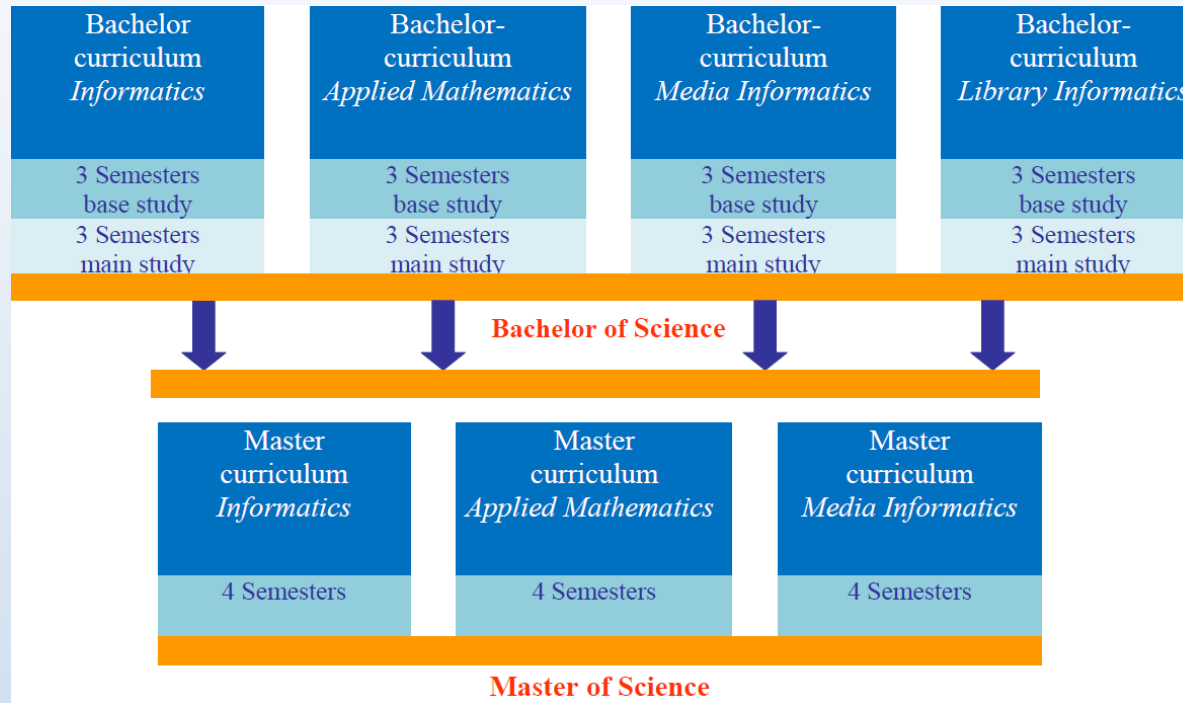 Bachelor
curriculum
Informatics
3 Semesters
base study
3 Semesters
main study
Bachelor-
curriculum
Applied Mathematics
3 Semesters
base study
3 Semesters
main study
Bachelor-
curriculum
Media Informatics
3 Semesters
base study
3 Semesters
main study
Bachelor-
curriculum
Library Informatics
3 Semesters
base study
3 Semesters
main study
Bachelor of Science
Master
curriculum
Informatics
4 Semesters
Master
curriculum
Applied Mathematics
4 Semesters
Master
curriculum
Media Informatics
4 Semesters
Master of Science